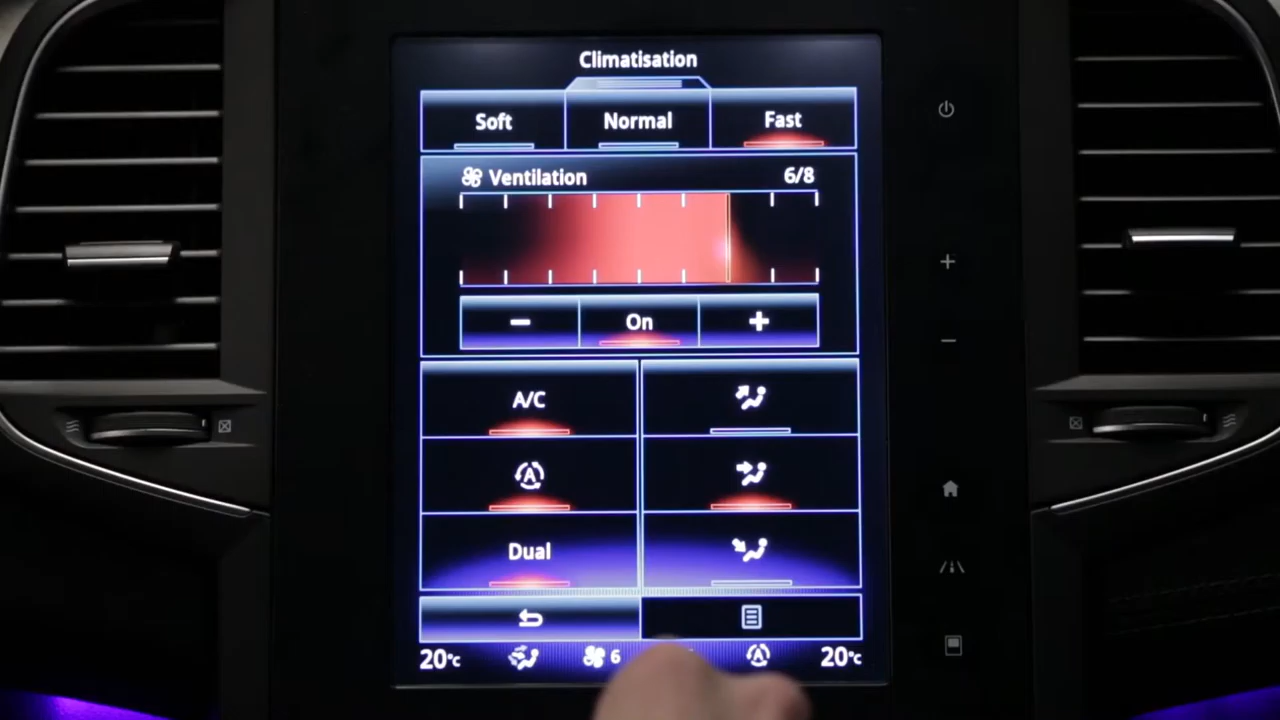 Climatisation
Soft Normal Fast
Ventilation 6/8
− On +
A/C
A
Dual
20°C 6 A 20°C
+
−